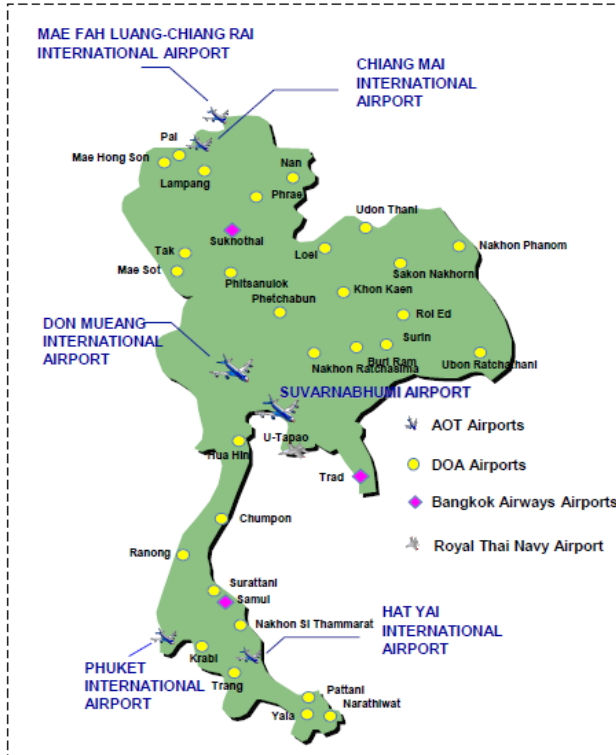 MAE FAH LUANG-CHIANG RAI
INTERNATIONAL AIRPORT
CHIANG MAI
INTERNATIONAL
AIRPORT
Pai
Mae Hong Son
Lampang
Nan
Phrae
Udon Thani
Sukhothai
Loei
Nakhon Phanom
Tak
Sakon Nakhorn
Mae Sot
Phitsanulok
Khon Kaen
Phetchabun
Roi Ed
DON MUEANG
INTERNATIONAL
AIRPORT
Surin
Buri Ram
Nakhon Ratchasima
Ubon Ratchathani
SUVARNABHUMI AIRPORT
AOT Airports
U-Tapao
Hua Hin
DOA Airports
Trad
Bangkok Airways Airports
Chumpon
Royal Thai Navy Airport
Ranong
Surattani
Samui
HAT YAI
INTERNATIONAL
AIRPORT
Nakhon Si Thammarat
Krabi
PHUKET
INTERNATIONAL
AIRPORT
Trang
Pattani
Yala
Narathiwat